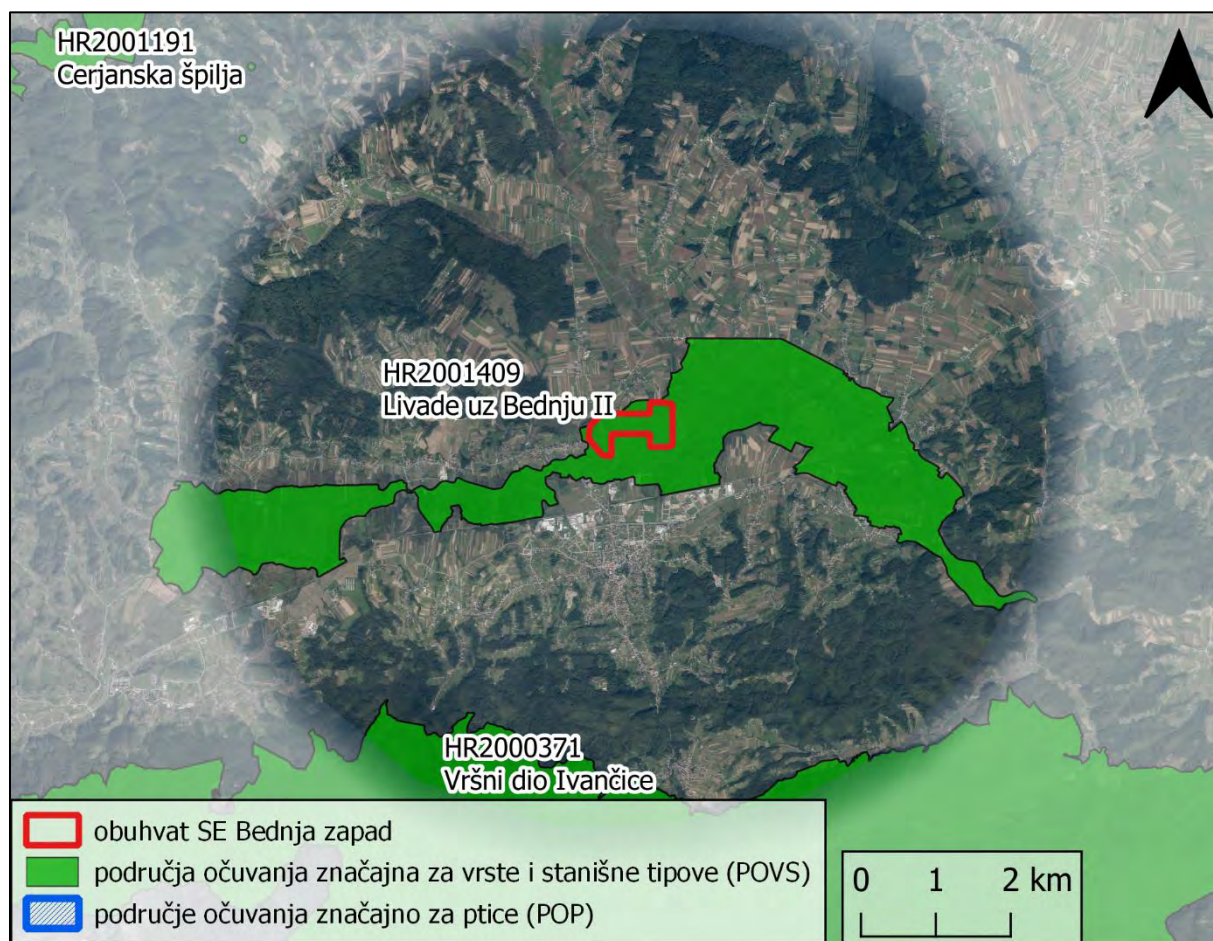 HR2001191
Cerjanska špilja
HR2001409
Livade uz Bednju II
HR2000371
Vršni dio Ivančice
obuhvat SE Bednja zapad
područja očuvanja značajna za vrste i stanišne tipove (POVS)
područje očuvanja značajno za ptice (POP)
0 1 2 km